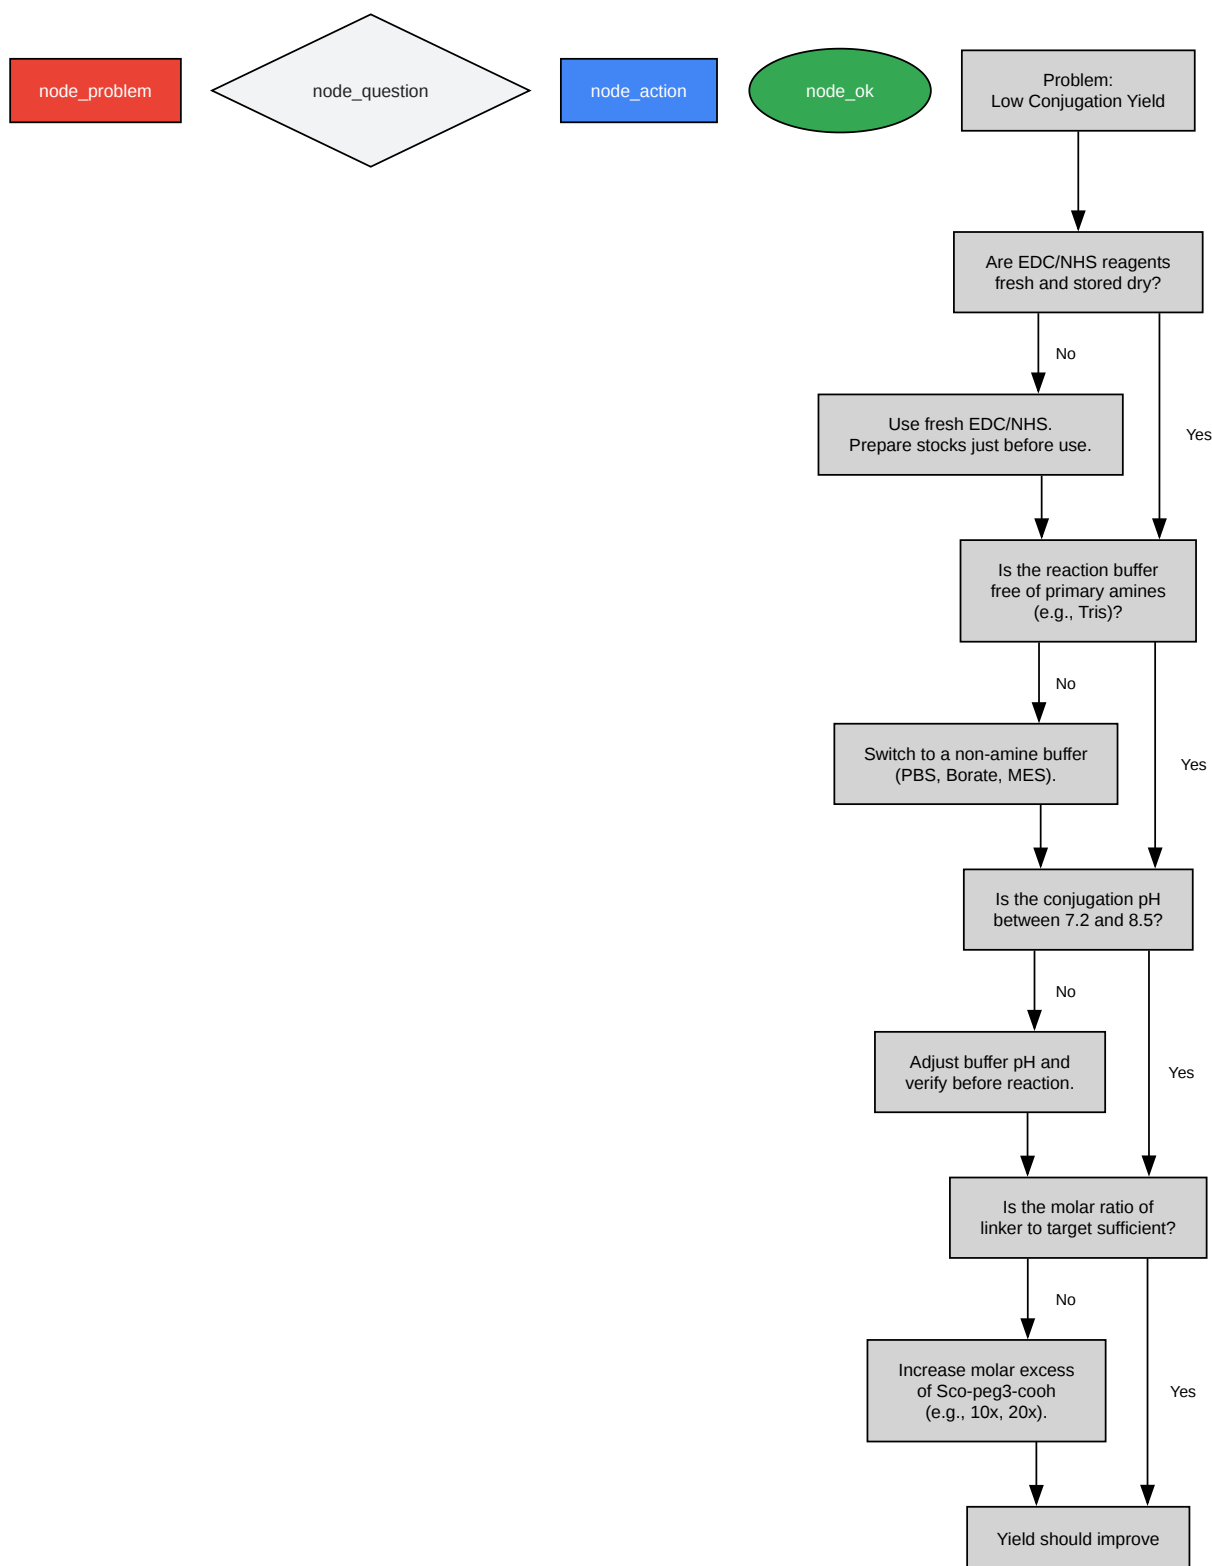 node_problem
node_question
node_action
node_ok
Problem:
Low Conjugation Yield
Are EDC/NHS reagents
fresh and stored dry?
No
Yes
Use fresh EDC/NHS.
Prepare stocks just before use.
Is the reaction buffer
free of primary amines
(e.g., Tris)?
No
Yes
Switch to a non-amine buffer
(PBS, Borate, MES).
Is the conjugation pH
between 7.2 and 8.5?
No
Yes
Adjust buffer pH and
verify before reaction.
Is the molar ratio of
linker to target sufficient?
No
Yes
Increase molar excess
of Sco-peg3-cooh
(e.g., 10x, 20x).
Yield should improve